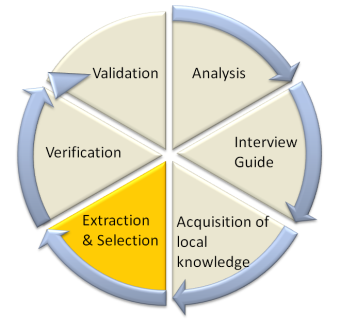 Validation
Analysis
Interview
Guide
Acquisition of
local
knowledge
Extraction
& Selection
Verification